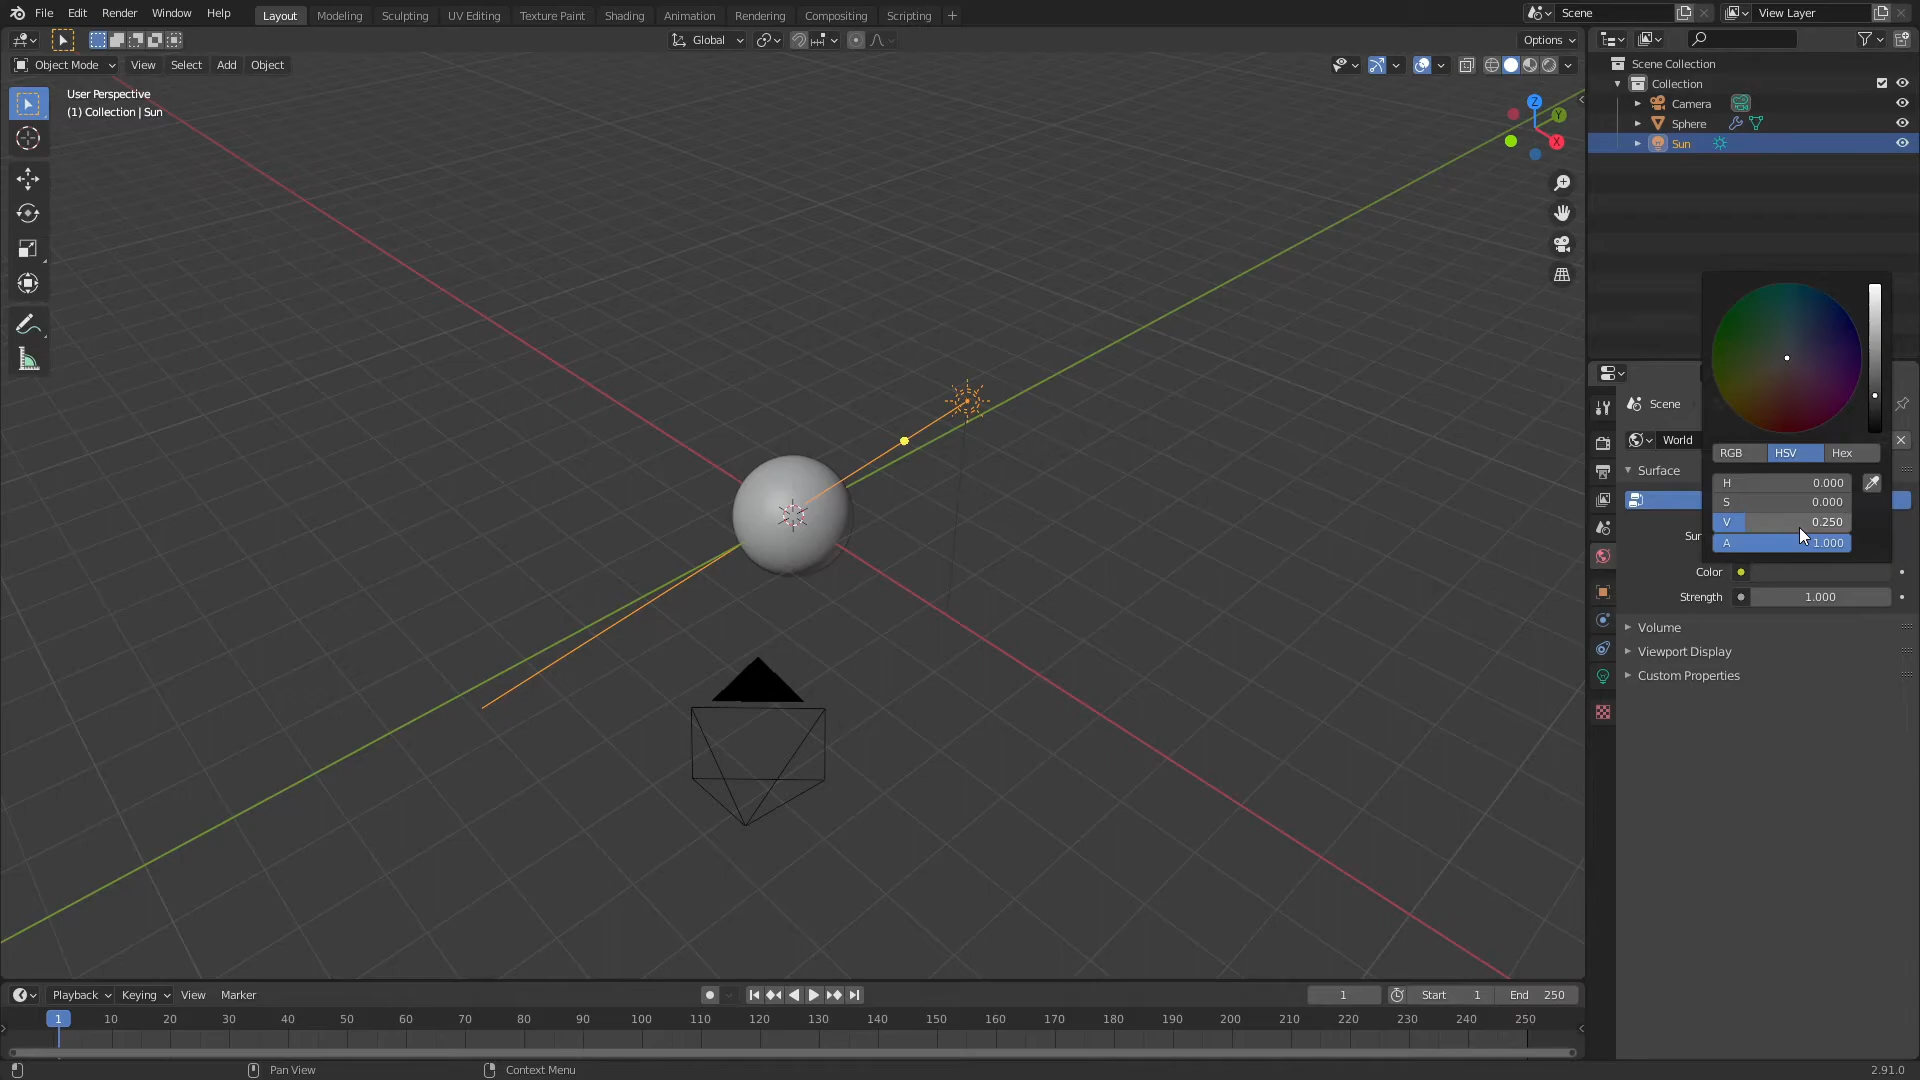 File Edit Render Window Help Layout Modeling Sculpting UV Editing Texture Paint Shading Animation Rendering Compositing Scripting + Scene View Layer
Global Options
Object Mode View Select Add Object
User Perspective
(1) Collection | Sun
Z
Y
X
Scene Collection
Collection
Camera
Sphere
Sun
RGB HSV Hex
H 0.000
S 0.000
V 0.250
A 1.000
Scene
World
Surface
Sur
Color
Strength 1.000
Volume
Viewport Display
Custom Properties
Playback Keying View Marker 1 Start 1 End 250
1 10 20 30 40 50 60 70 80 90 100 110 120 130 140 150 160 170 180 190 200 210 220 230 240 250
Pan View Context Menu 2.91.0